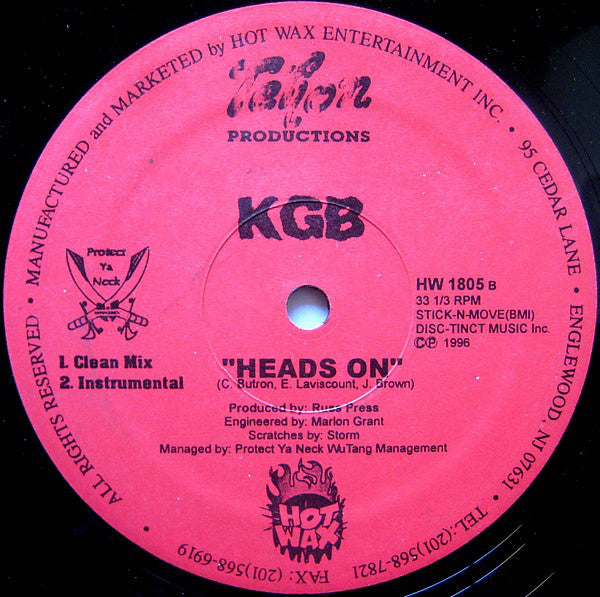 ALL RIGHTS RESERVED • MANUFACTURED and MARKETED by HOT WAX ENTERTAINMENT INC. • 95 CEDAR LANE • ENGLEWOOD, NJ 07631 • TEL:(201)568-7821 FAX: (201)568-6919
PRODUCTIONS
KGB
Protect
Ya
Neck
HW 1805 B
33 1/3 RPM
STICK-N-MOVE(BMI)
DISC-TINCT MUSIC Inc.
©℗ 1996
1. Clean Mix
2. Instrumental
"HEADS ON"
(C. Butron, E. Laviscount, J. Brown)
Produced by: Russ Press
Engineered by: Marlon Grant
Scratches by: Storm
Managed by: Protect Ya Neck WuTang Management
HOT
WAX